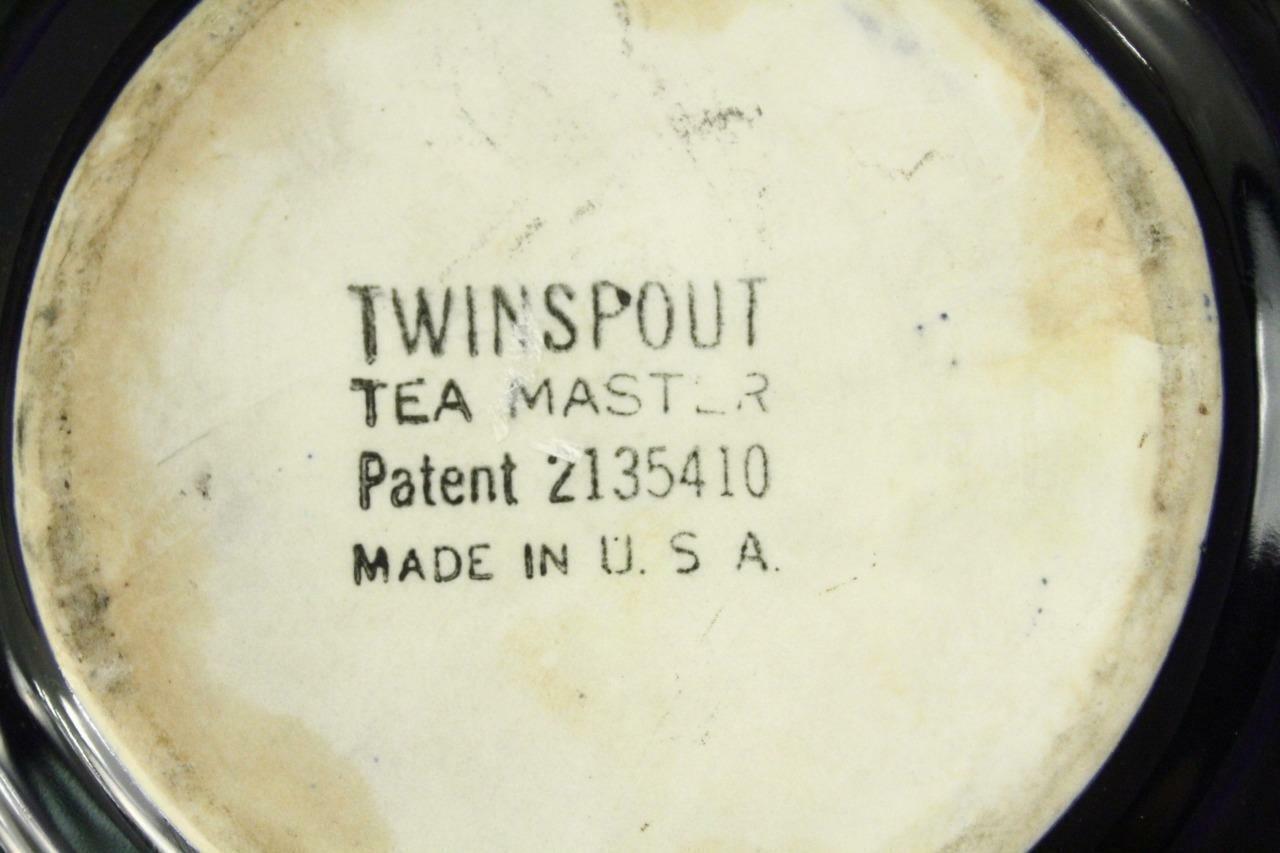 TWINSPOUT
TEA MASTER
Patent 2135410
MADE IN U. S A.